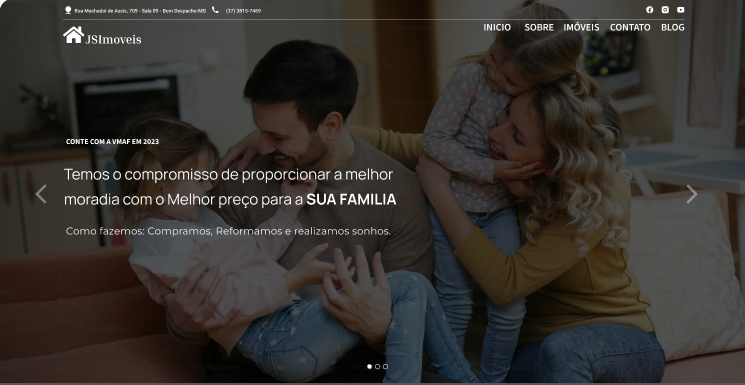 Rua Machadoi de Assis, 709 - Sala 05 - Bom Despacho-MG (37) 3815-7469
INICIO SOBRE IMÓVEIS CONTATO BLOG
JSImoveis
CONTE COM A VMAF EM 2023
Temos o compromisso de proporcionar a melhor
moradia com o Melhor preço para a SUA FAMILIA
Como fazemos: Compramos, Reformamos e realizamos sonhos.